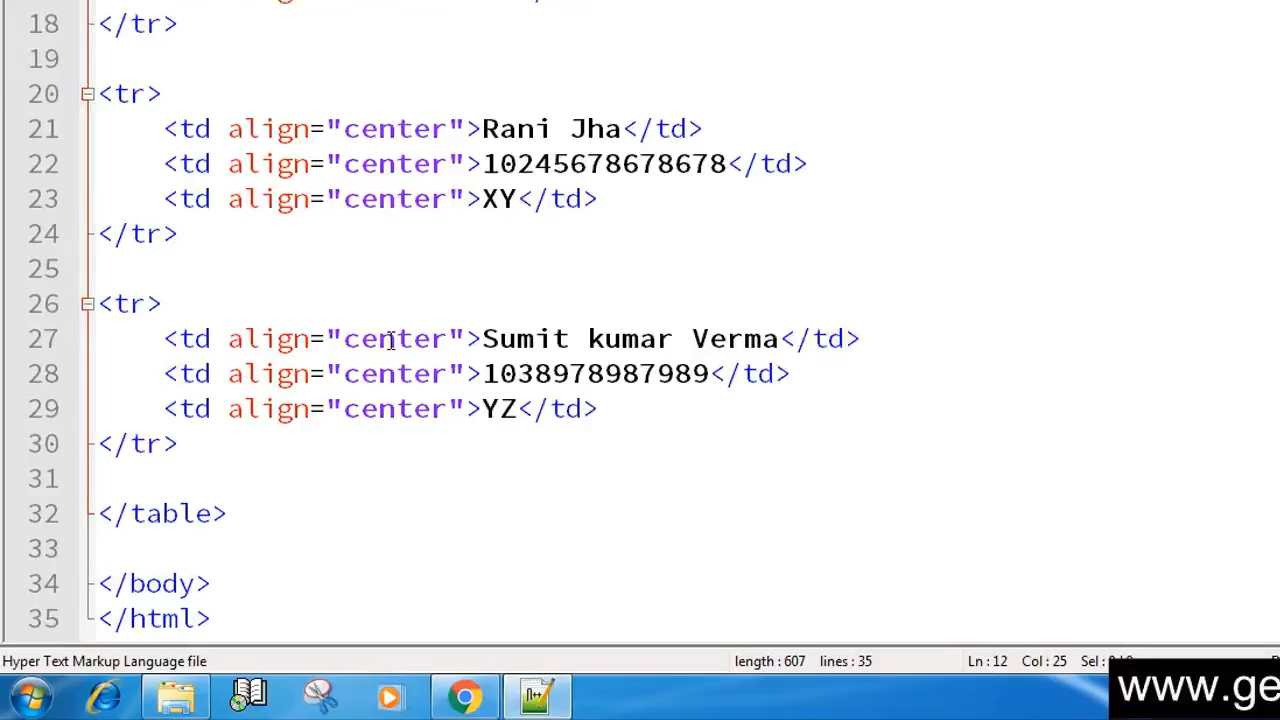 18 </tr>
19
20 <tr>
21 <td align="center">Rani Jha</td>
22 <td align="center">10245678678678</td>
23 <td align="center">XY</td>
24 </tr>
25
26 <tr>
27 <td align="center">Sumit kumar Verma</td>
28 <td align="center">1038978987989</td>
29 <td align="center">YZ</td>
30 </tr>
31
32 </table>
33
34 </body>
35 </html>
Hyper Text Markup Language file length : 607 lines : 35 Ln : 12 Col : 25 Sel :
www.ge